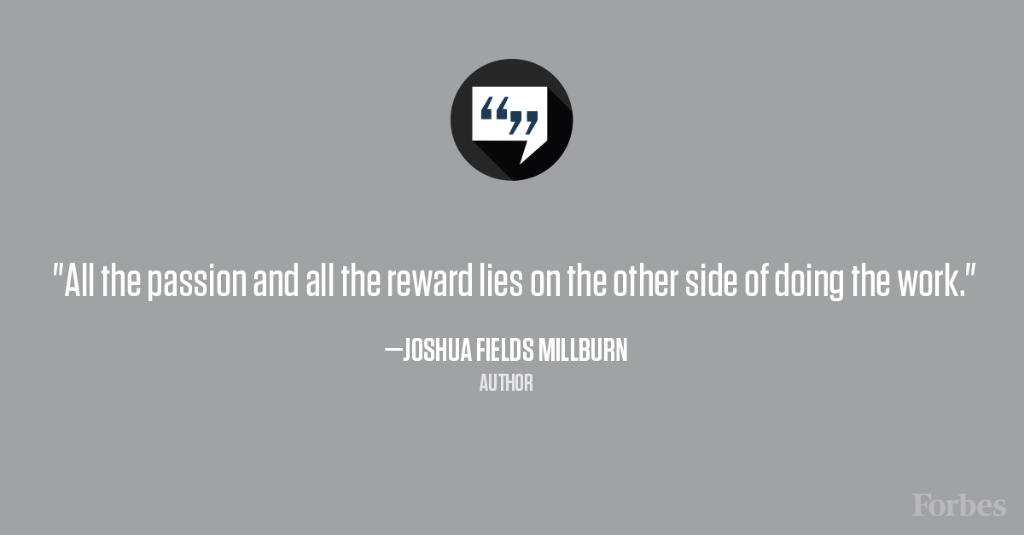 "All the passion and all the reward lies on the other side of doing the work."
—JOSHUA FIELDS MILLBURN
AUTHOR
Forbes